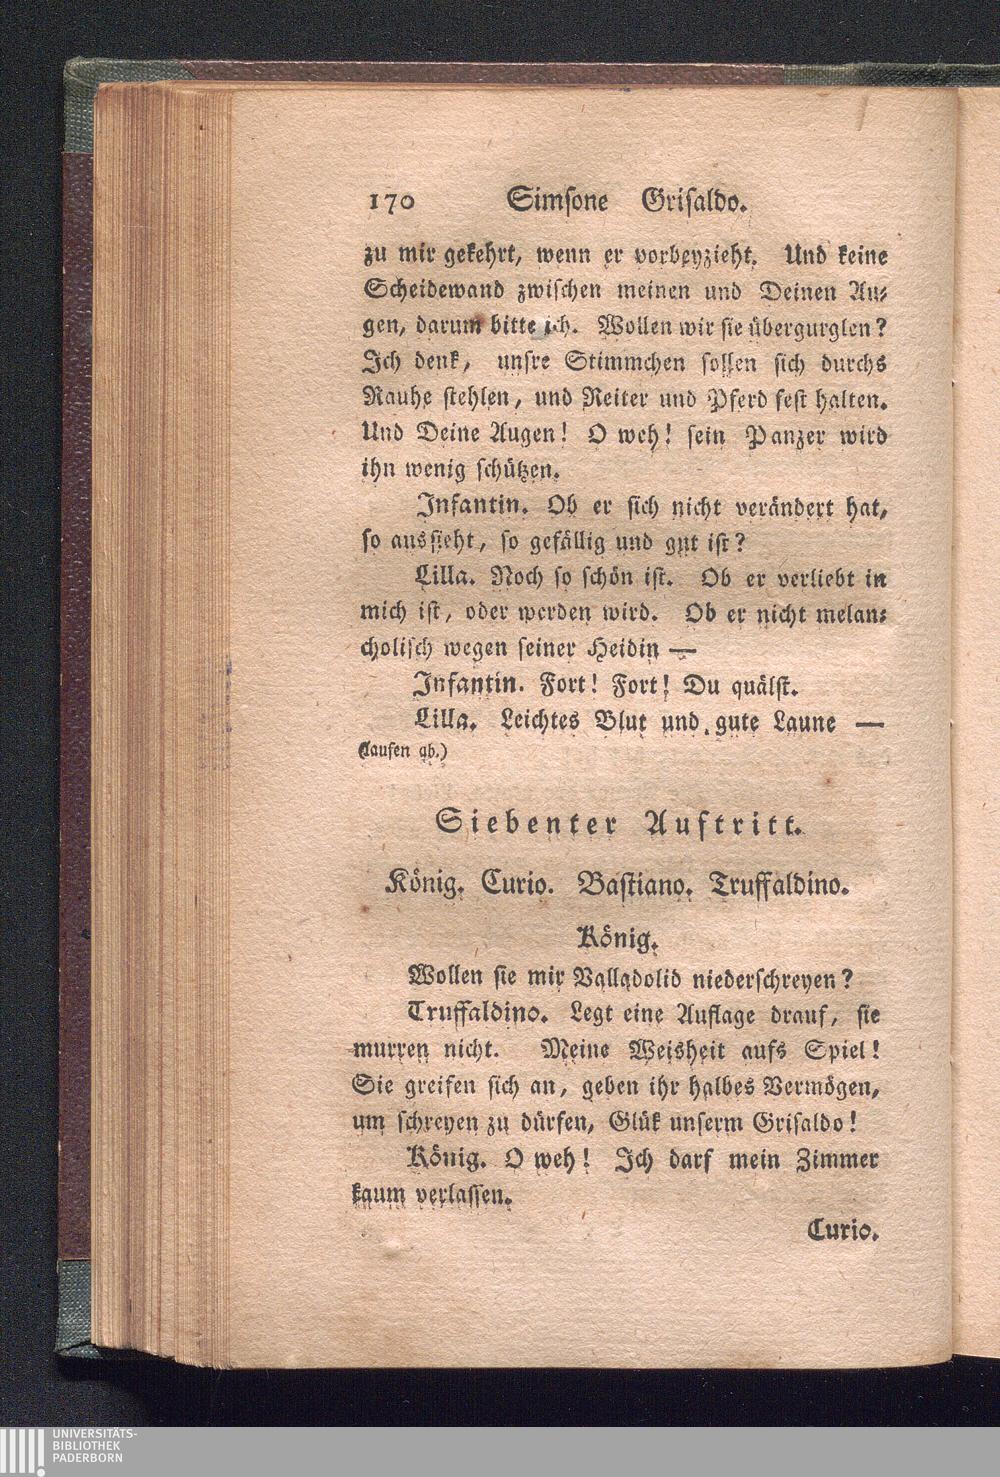 170 Simſone Griſaldo.
zu mir gekehrt, wenn er vorbeyzieht. Und keine
Scheidewand zwiſchen meinen und Deinen Au⸗
gen, darum bitte ich. Wollen wir ſie übergurglen?
Ich denk, unſre Stimmchen ſollen ſich durchs
Rauhe ſtehlen, und Reiter und Pferd feſt halten.
Und Deine Augen! O weh! ſein Panzer wird
ihn wenig ſchützen.
Infantin. Ob er ſich nicht verändert hat,
ſo ausſieht, ſo gefällig und gut iſt?
Lilla. Noch ſo ſchön iſt. Ob er verliebt in
mich iſt, oder werden wird. Ob er nicht melan⸗
choliſch wegen ſeiner Heidin —
Infantin. Fort! Fort! Du quälſt.
Lilla. Leichtes Blut und gute Laune —
(laufen ab.)
Siebenter Auftritt.
König. Curio. Baſtiano. Truffaldino.
König.
Wollen ſie mir Valladolid niederſchreyen?
Truffaldino. Legt eine Auflage drauf, ſie
murren nicht. Meine Weisheit aufs Spiel!
Sie greifen ſich an, geben ihr halbes Vermögen,
um ſchreyen zu dürfen, Glük unſerm Griſaldo!
König. O weh! Ich darf mein Zimmer
kaum verlaſſen.
Curio.
UNIVERSITÄTS-
BIBLIOTHEK
PADERBORN